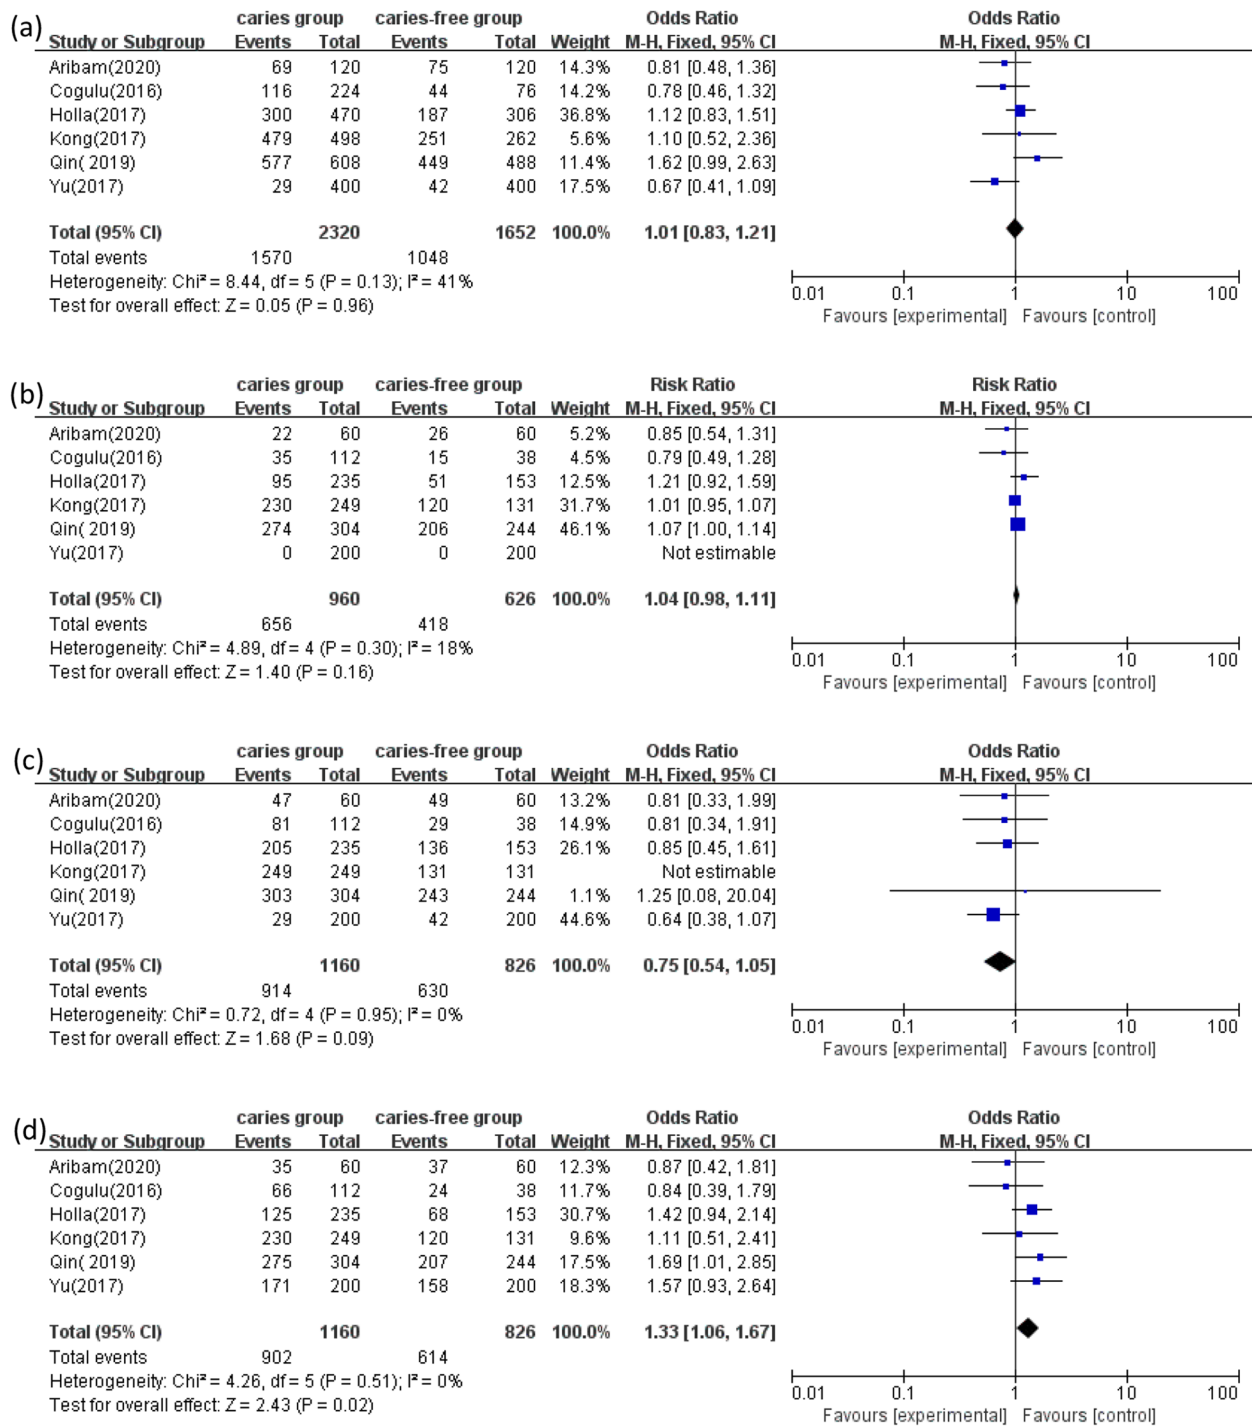 (a) caries group caries-free group Odds Ratio Odds Ratio
Study or Subgroup Events Total Events Total Weight M-H, Fixed, 95% CI M-H, Fixed, 95% CI
Aribam(2020) 69 120 75 120 14.3% 0.81 [0.48, 1.36]
Cogulu(2016) 116 224 44 76 14.2% 0.78 [0.46, 1.32]
Holla(2017) 300 470 187 306 36.8% 1.12 [0.83, 1.51]
Kong(2017) 479 498 251 262 5.6% 1.10 [0.52, 2.36]
Qin( 2019) 577 608 449 488 11.4% 1.62 [0.99, 2.63]
Yu(2017) 29 400 42 400 17.5% 0.67 [0.41, 1.09]
Total (95% CI) 2320 1652 100.0% 1.01 [0.83, 1.21]
Total events 1570 1048
Heterogeneity: Chi² = 8.44, df = 5 (P = 0.13); I² = 41%
Test for overall effect: Z = 0.05 (P = 0.96)
0.01 0.1 1 10 100
Favours [experimental] Favours [control]
(b) caries group caries-free group Risk Ratio Risk Ratio
Study or Subgroup Events Total Events Total Weight M-H, Fixed, 95% CI M-H, Fixed, 95% CI
Aribam(2020) 22 60 26 60 5.2% 0.85 [0.54, 1.31]
Cogulu(2016) 35 112 15 38 4.5% 0.79 [0.49, 1.28]
Holla(2017) 95 235 51 153 12.5% 1.21 [0.92, 1.59]
Kong(2017) 230 249 120 131 31.7% 1.01 [0.95, 1.07]
Qin( 2019) 274 304 206 244 46.1% 1.07 [1.00, 1.14]
Yu(2017) 0 200 0 200 Not estimable
Total (95% CI) 960 626 100.0% 1.04 [0.98, 1.11]
Total events 656 418
Heterogeneity: Chi² = 4.89, df = 4 (P = 0.30); I² = 18%
Test for overall effect: Z = 1.40 (P = 0.16)
0.01 0.1 1 10 100
Favours [experimental] Favours [control]
(c) caries group caries-free group Odds Ratio Odds Ratio
Study or Subgroup Events Total Events Total Weight M-H, Fixed, 95% CI M-H, Fixed, 95% CI
Aribam(2020) 47 60 49 60 13.2% 0.81 [0.33, 1.99]
Cogulu(2016) 81 112 29 38 14.9% 0.81 [0.34, 1.91]
Holla(2017) 205 235 136 153 26.1% 0.85 [0.45, 1.61]
Kong(2017) 249 249 131 131 Not estimable
Qin( 2019) 303 304 243 244 1.1% 1.25 [0.08, 20.04]
Yu(2017) 29 200 42 200 44.6% 0.64 [0.38, 1.07]
Total (95% CI) 1160 826 100.0% 0.75 [0.54, 1.05]
Total events 914 630
Heterogeneity: Chi² = 0.72, df = 4 (P = 0.95); I² = 0%
Test for overall effect: Z = 1.68 (P = 0.09)
0.01 0.1 1 10 100
Favours [experimental] Favours [control]
(d) caries group caries-free group Odds Ratio Odds Ratio
Study or Subgroup Events Total Events Total Weight M-H, Fixed, 95% CI M-H, Fixed, 95% CI
Aribam(2020) 35 60 37 60 12.3% 0.87 [0.42, 1.81]
Cogulu(2016) 66 112 24 38 11.7% 0.84 [0.39, 1.79]
Holla(2017) 125 235 68 153 30.7% 1.42 [0.94, 2.14]
Kong(2017) 230 249 120 131 9.6% 1.11 [0.51, 2.41]
Qin( 2019) 275 304 207 244 17.5% 1.69 [1.01, 2.85]
Yu(2017) 171 200 158 200 18.3% 1.57 [0.93, 2.64]
Total (95% CI) 1160 826 100.0% 1.33 [1.06, 1.67]
Total events 902 614
Heterogeneity: Chi² = 4.26, df = 5 (P = 0.51); I² = 0%
Test for overall effect: Z = 2.43 (P = 0.02)
0.01 0.1 1 10 100
Favours [experimental] Favours [control]